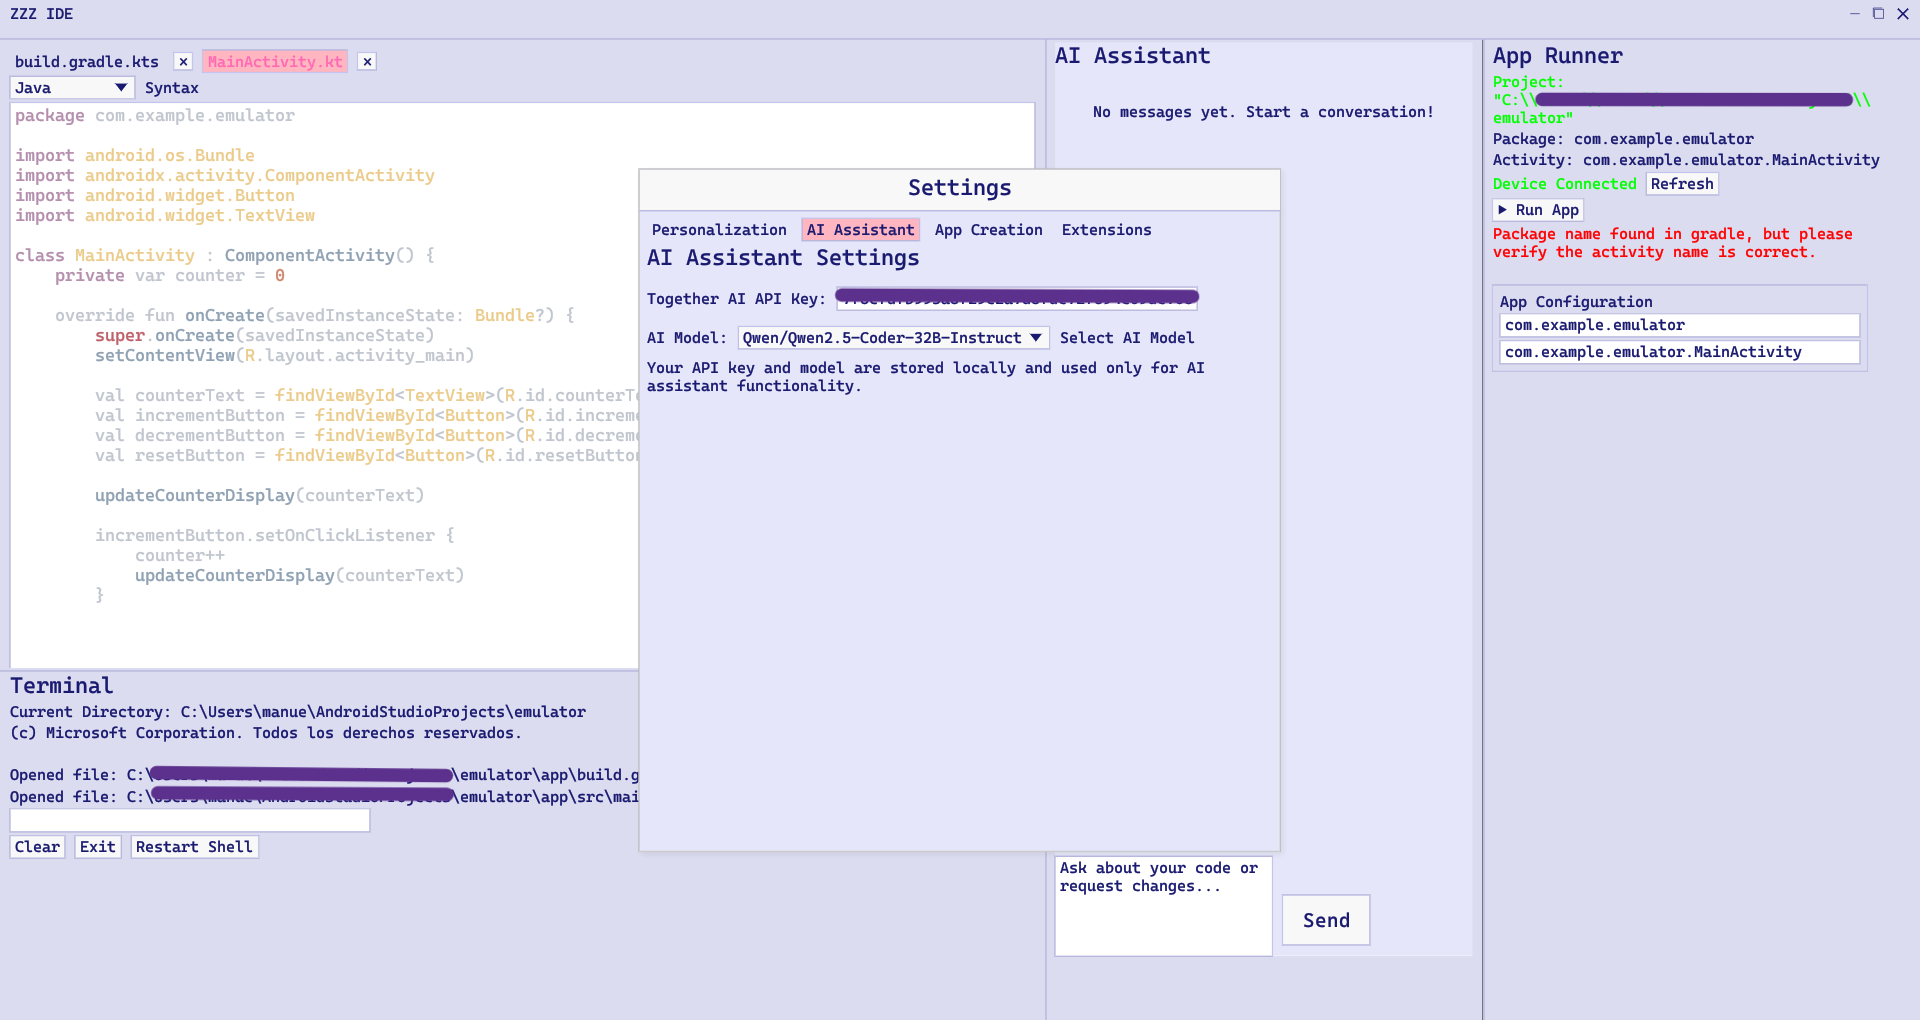 ZZZ IDE
build.gradle.kts × MainActivity.kt ×
Java Syntax
package com.example.emulator
import android.os.Bundle
import androidx.activity.ComponentActivity
import android.widget.Button
import android.widget.TextView
class MainActivity : ComponentActivity() {
private var counter = 0
override fun onCreate(savedInstanceState: Bundle?) {
super.onCreate(savedInstanceState)
setContentView(R.layout.activity_main)
val counterText = findViewById<TextView>(R.id.counterT
val incrementButton = findViewById<Button>(R.id.increm
val decrementButton = findViewById<Button>(R.id.decrem
val resetButton = findViewById<Button>(R.id.resetButto
updateCounterDisplay(counterText)
incrementButton.setOnClickListener {
counter++
updateCounterDisplay(counterText)
}
Terminal
Current Directory: C:\Users\manue\AndroidStudioProjects\emulator
(c) Microsoft Corporation. Todos los derechos reservados.
Opened file: C:\ \emulator\app\build.g
Opened file: C:\ \emulator\app\src\mai
Clear Exit Restart Shell
Settings
Personalization AI Assistant App Creation Extensions
AI Assistant Settings
Together AI API Key:
AI Model: Qwen/Qwen2.5-Coder-32B-Instruct Select AI Model
Your API key and model are stored locally and used only for AI
assistant functionality.
AI Assistant
No messages yet. Start a conversation!
Ask about your code or
request changes...
Send
App Runner
Project:
"C:\\ \\
emulator"
Package: com.example.emulator
Activity: com.example.emulator.MainActivity
Device Connected Refresh
Run App
Package name found in gradle, but please
verify the activity name is correct.
App Configuration
com.example.emulator
com.example.emulator.MainActivity